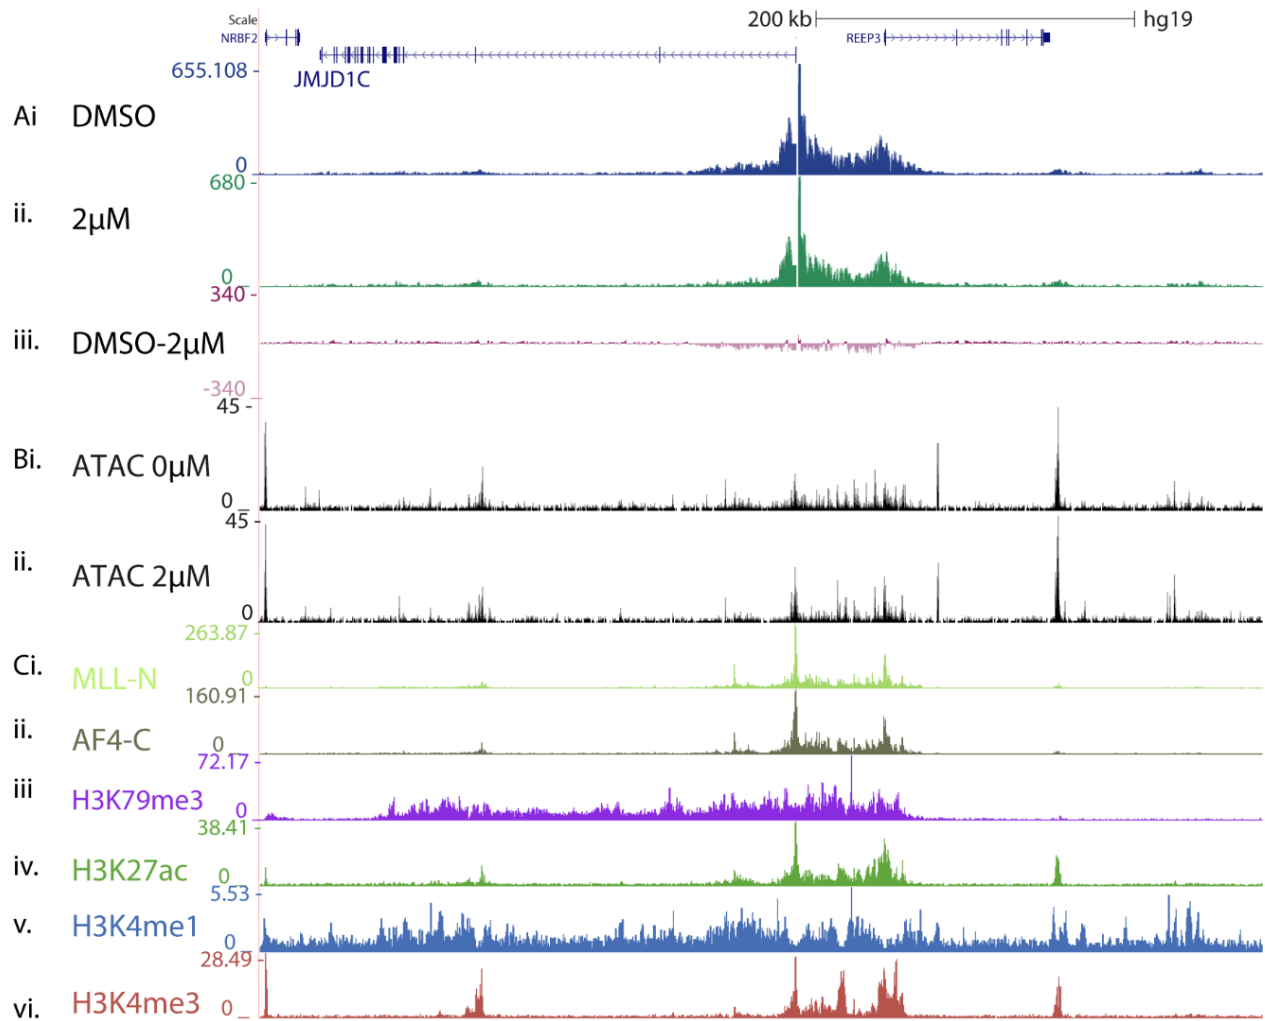 Scale 200 kb hg19
NRBF2 REEP3
JMJD1C
655.108 -
Ai DMSO
0
680 -
ii. 2µM
0
340 -
iii. DMSO-2µM
-340
45 -
Bi. ATAC 0µM
0
45 -
ii. ATAC 2µM
0
263.87 -
Ci. MLL-N 0
160.91 -
ii. AF4-C 0
72.17 -
iii H3K79me3 0
38.41 -
iv. H3K27ac 0
5.53 -
v. H3K4me1 0
28.49 -
vi. H3K4me3 0